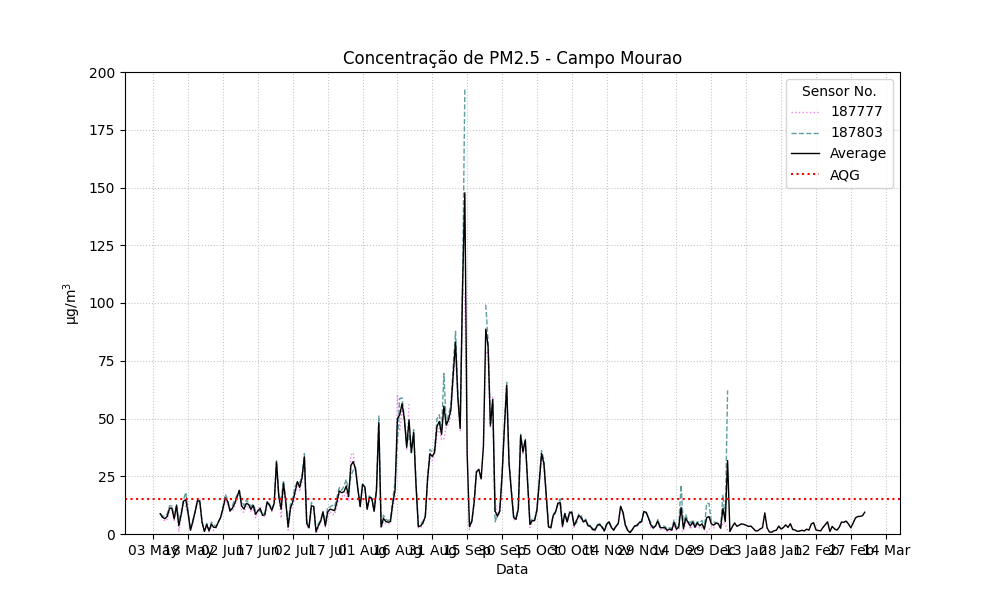 Concentração de PM2.5 - Campo Mourao
200
175
150
125
100
75
50
25
0
µg/m³
Sensor No.
187777
187803
Average
AQG
03 May 18 May 02 Jun 17 Jun 02 Jul 17 Jul 01 Aug 16 Aug 31 Aug 15 Sep 30 Sep 15 Oct 30 Oct 14 Nov 29 Nov 14 Dec 29 Dec 13 Jan 28 Jan 12 Feb 27 Feb 14 Mar
Data